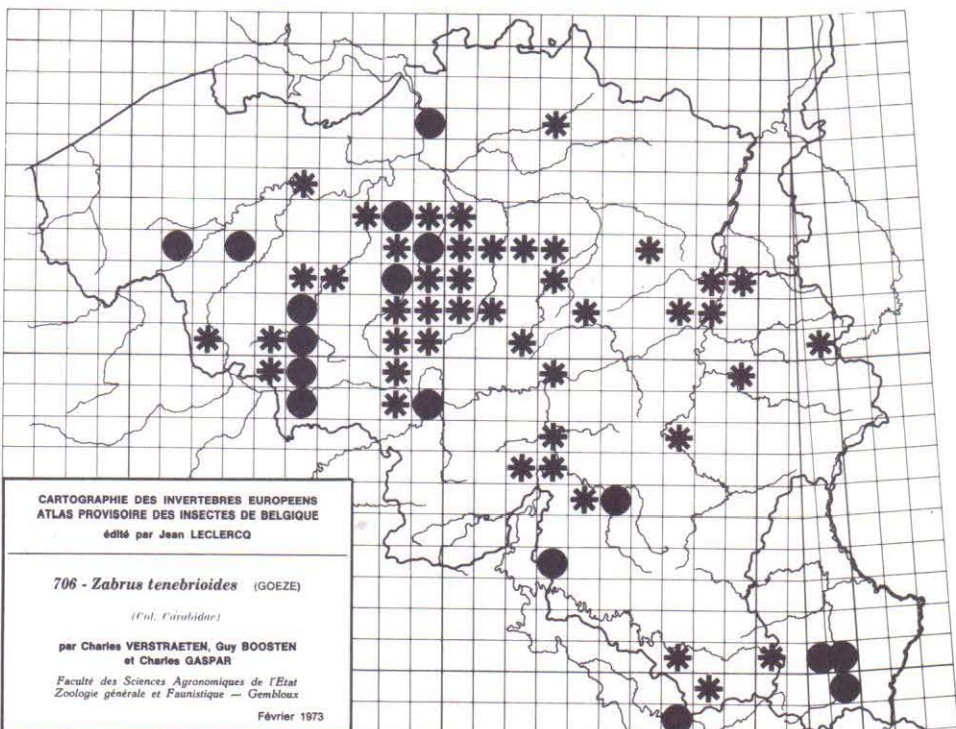 CARTOGRAPHIE DES INVERTEBRES EUROPEENS
ATLAS PROVISOIRE DES INSECTES DE BELGIQUE
édité par Jean LECLERCQ
706 - Zabrus tenebrioides (GOEZE)
(Col. Carabidae)
par Charles VERSTRAETEN, Guy BOOSTEN
et Charles GASPAR
Faculté des Sciences Agronomiques de l'Etat
Zoologie générale et Faunistique — Gembloux
Février 1973